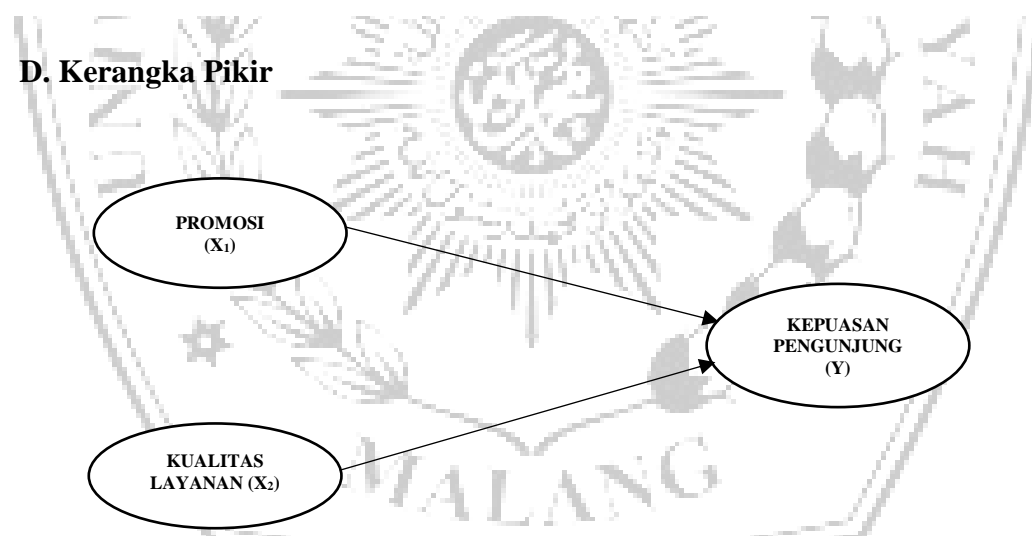 D. Kerangka Pikir
PROMOSI
(X₁)
KEPUASAN
PENGUNJUNG
(Y)
KUALITAS
LAYANAN (X₂)
MALANG